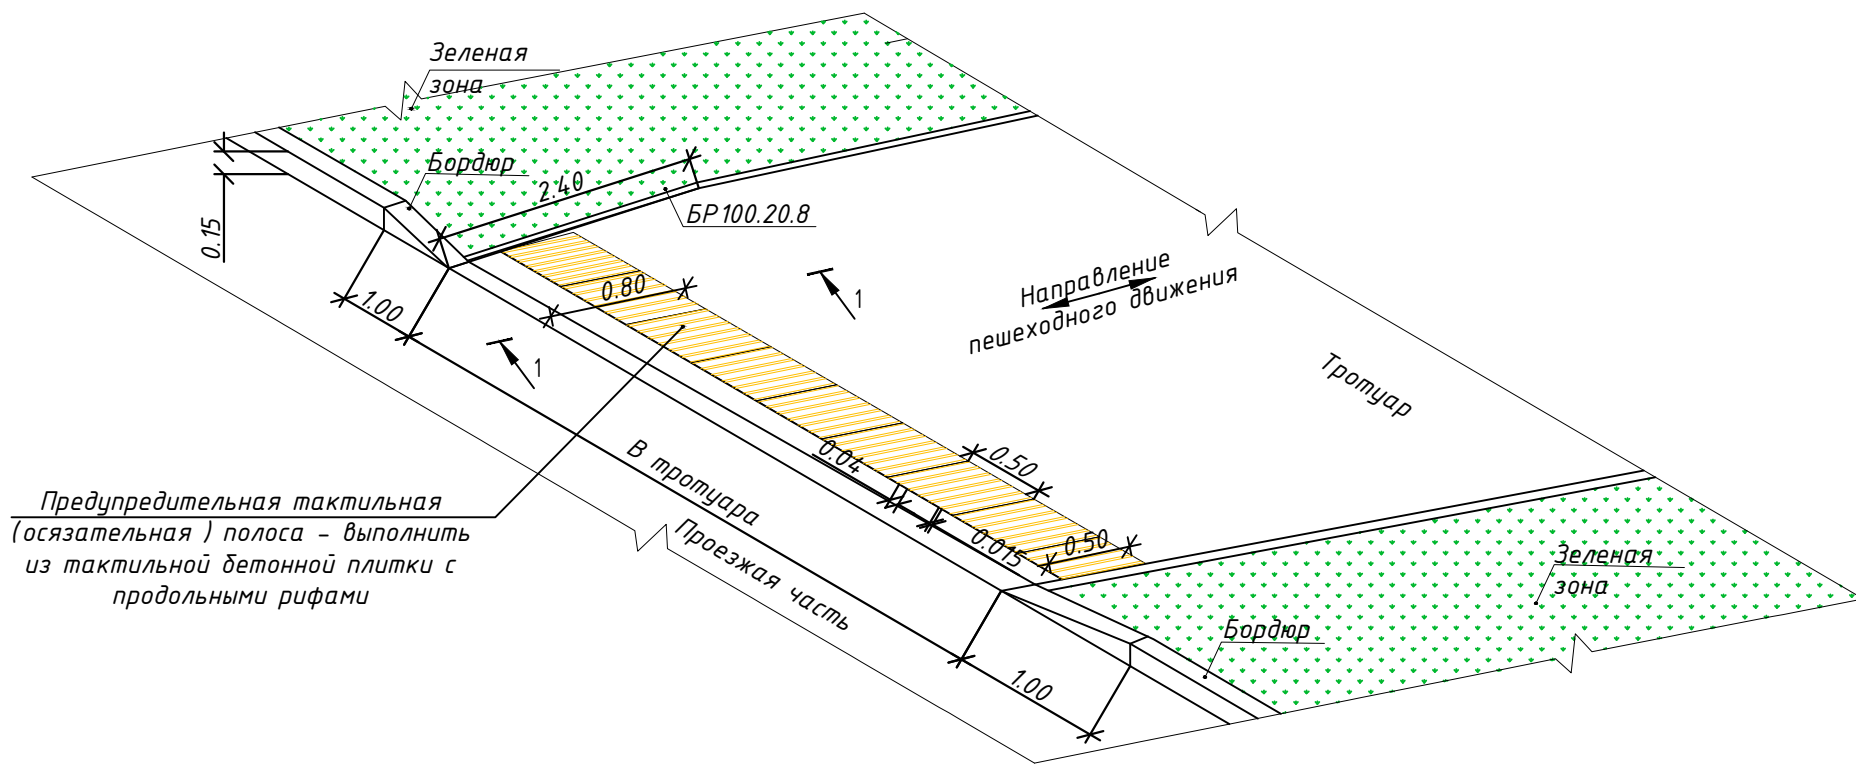 Зеленая
зона
Бордюр
2.40
БР100.20.8
0.15
1.00
0.80
1
1
Направление
пешеходного движения
Тротуар
0.04
0.50
В тротуара
Проезжая часть
0.015
0.50
Предупредительная тактильная
(осязательная ) полоса – выполнить
из тактильной бетонной плитки с
продольными рифами
Зеленая
зона
Бордюр
1.00